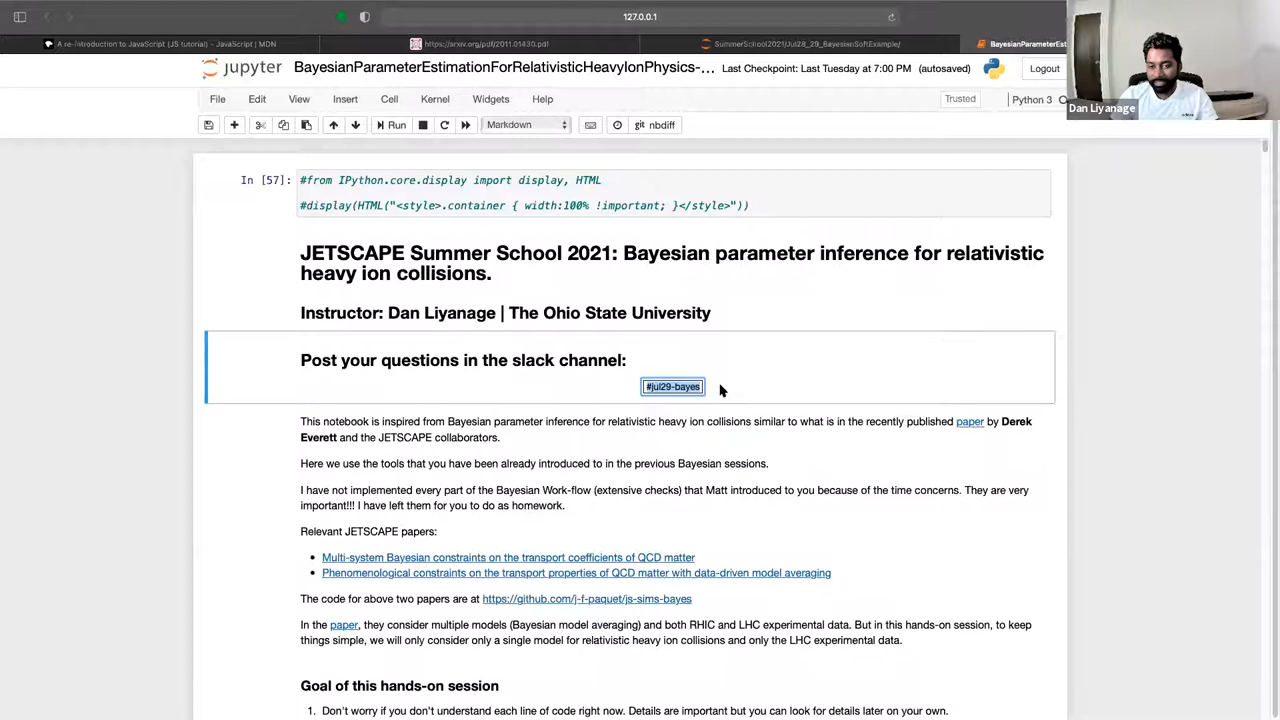 127.0.0.1
A re-introduction to JavaScript (JS tutorial) - JavaScript | MDN
https://arxiv.org/pdf/2011.01430.pdf
SummerSchool2021/Jul28_29_BayesianSoftExample/
BayesianParameterEsti
jupyter
BayesianParameterEstimationForRelativisticHeavyIonPhysics-...
Last Checkpoint: Last Tuesday at 7:00 PM (autosaved)
Logout
Dan Liyanage
File Edit View Insert Cell Kernel Widgets Help
Trusted
Python 3
Run
Markdown
git nbdiff
In [57]:
#from IPython.core.display import display, HTML
#display(HTML("<style>.container { width:100% !important; }</style>"))
JETSCAPE Summer School 2021: Bayesian parameter inference for relativistic
heavy ion collisions.
Instructor: Dan Liyanage | The Ohio State University
Post your questions in the slack channel:
#jul29-bayes
This notebook is inspired from Bayesian parameter inference for relativistic heavy ion collisions similar to what is in the recently published paper by Derek
Everett and the JETSCAPE collaborators.
Here we use the tools that you have been already introduced to in the previous Bayesian sessions.
I have not implemented every part of the Bayesian Work-flow (extensive checks) that Matt introduced to you because of the time concerns. They are very
important!!! I have left them for you to do as homework.
Relevant JETSCAPE papers:
• Multi-system Bayesian constraints on the transport coefficients of QCD matter
• Phenomenological constraints on the transport properties of QCD matter with data-driven model averaging
The code for above two papers are at https://github.com/j-f-paquet/js-sims-bayes
In the paper, they consider multiple models (Bayesian model averaging) and both RHIC and LHC experimental data. But in this hands-on session, to keep
things simple, we will only consider only a single model for relativistic heavy ion collisions and only the LHC experimental data.
Goal of this hands-on session
1. Don't worry if you don't understand each line of code right now. Details are important but you can look for details later on your own.